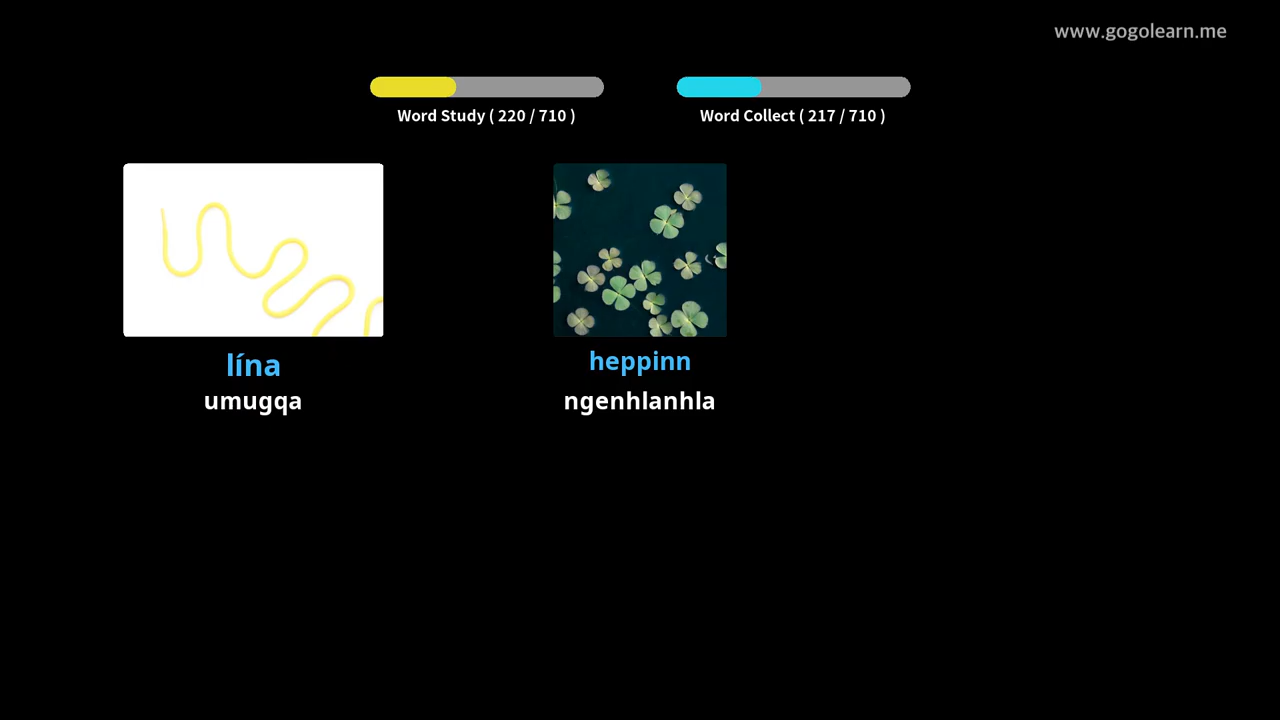 www.gogolearn.me
Word Study ( 220 / 710 )
Word Collect ( 217 / 710 )
lína
umugqa
heppinn
ngenhlanhla